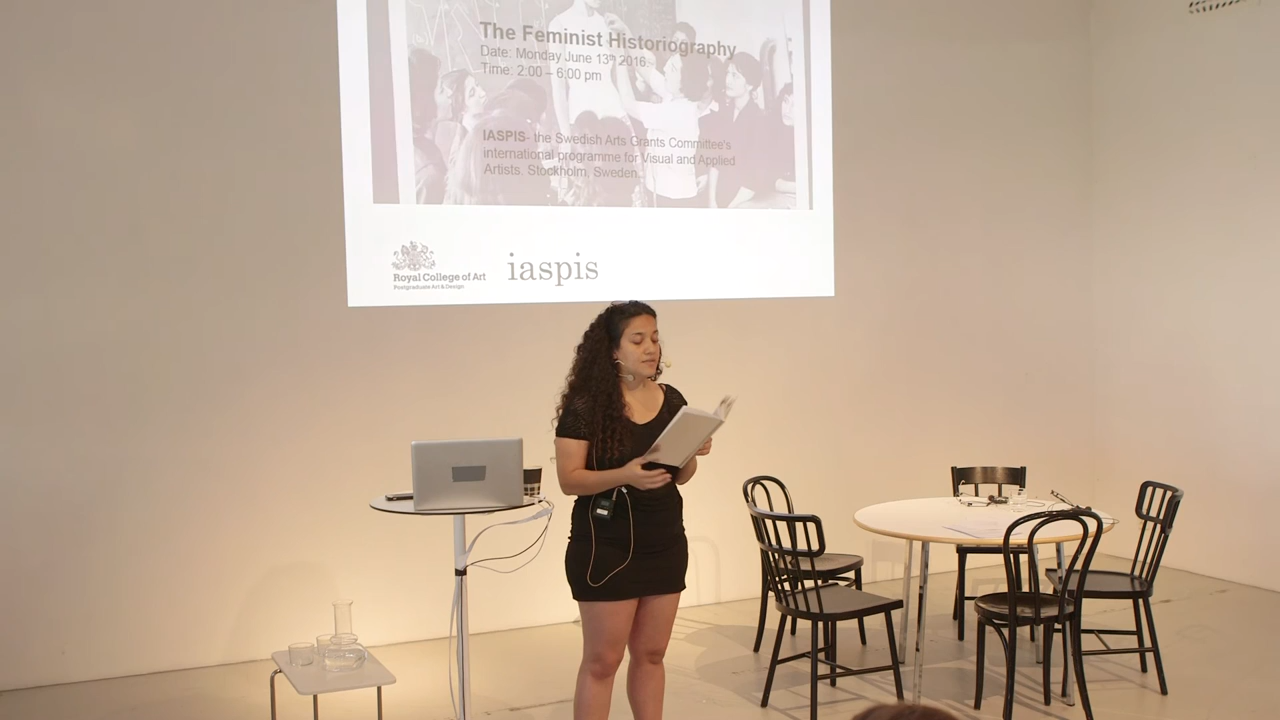 The Feminist Historiography
Date: Monday June 13th 2016
Time: 2:00 – 6:00 pm
IASPIS- the Swedish Arts Grants Committee's
international programme for Visual and Applied
Artists. Stockholm, Sweden.
Royal College of Art
Postgraduate Art & Design
iaspis